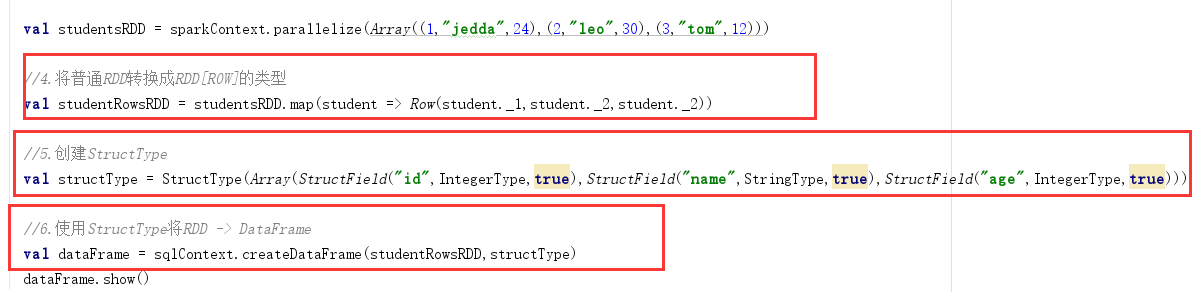 val studentsRDD = sparkContext.parallelize(Array((1,"jedda",24),(2,"leo",30),(3,"tom",12)))
//4.将普通RDD转换成RDD[ROW]的类型
val studentRowsRDD = studentsRDD.map(student => Row(student._1,student._2,student._2))
//5.创建StructType
val structType = StructType(Array(StructField("id",IntegerType,true),StructField("name",StringType,true),StructField("age",IntegerType,true)))
//6.使用StructType将RDD -> DataFrame
val dataFrame = sqlContext.createDataFrame(studentRowsRDD,structType)
dataFrame.show()